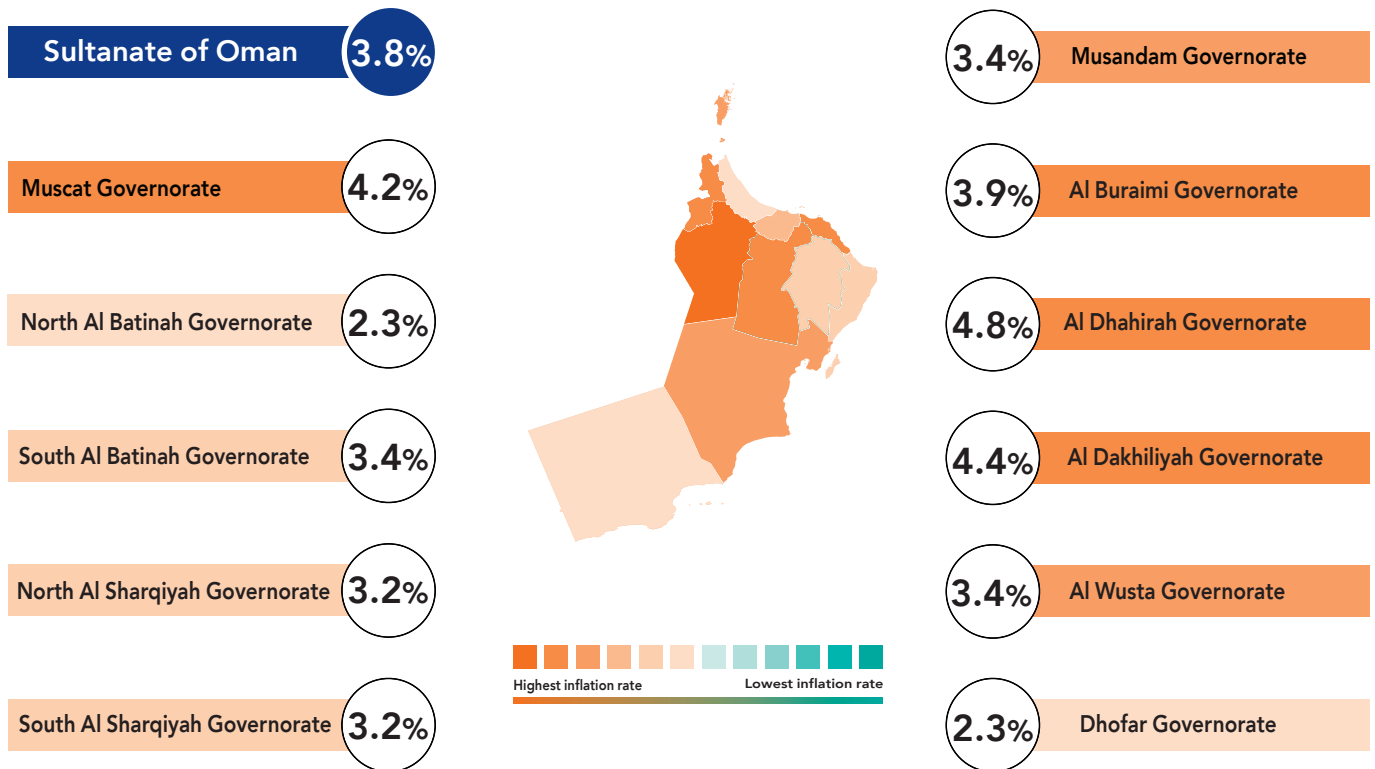 Sultanate of Oman 3.8%
Muscat Governorate 4.2%
North Al Batinah Governorate 2.3%
South Al Batinah Governorate 3.4%
North Al Sharqiyah Governorate 3.2%
South Al Sharqiyah Governorate 3.2%
Highest inflation rate
Lowest inflation rate
3.4% Musandam Governorate
3.9% Al Buraimi Governorate
4.8% Al Dhahirah Governorate
4.4% Al Dakhiliyah Governorate
3.4% Al Wusta Governorate
2.3% Dhofar Governorate